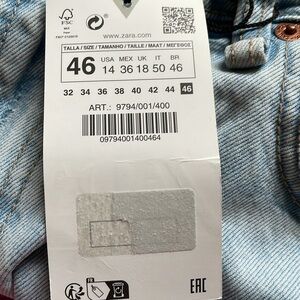 FSC
www.zara.com
TALLA / SIZE / TAMANHO / TAILLE / MAAT /
46 USA MEX UK IT BR
14 36 18 50 46
32 34 36 38 40 42 44 46
ART.: 9794/001/400
09794001400464
EAC